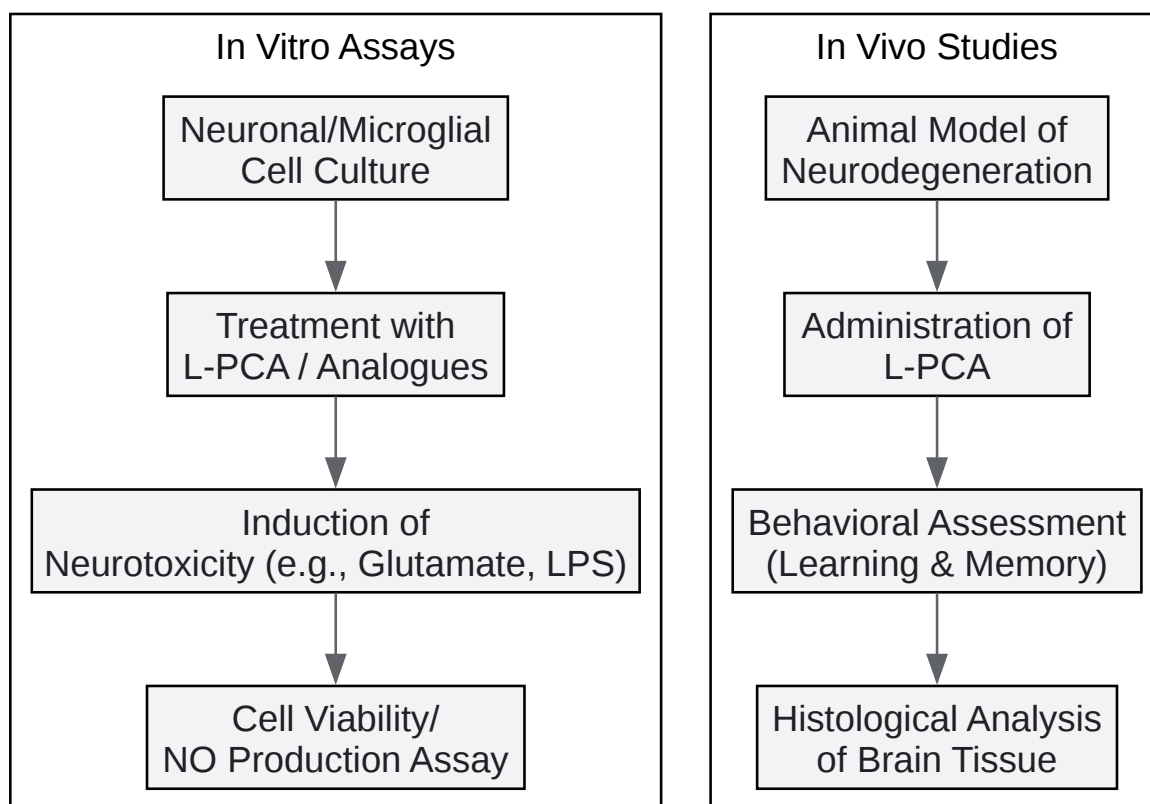 In Vitro Assays
Neuronal/Microglial
Cell Culture
Treatment with
L-PCA / Analogues
Induction of
Neurotoxicity (e.g., Glutamate, LPS)
Cell Viability/
NO Production Assay
In Vivo Studies
Animal Model of
Neurodegeneration
Administration of
L-PCA
Behavioral Assessment
(Learning & Memory)
Histological Analysis
of Brain Tissue